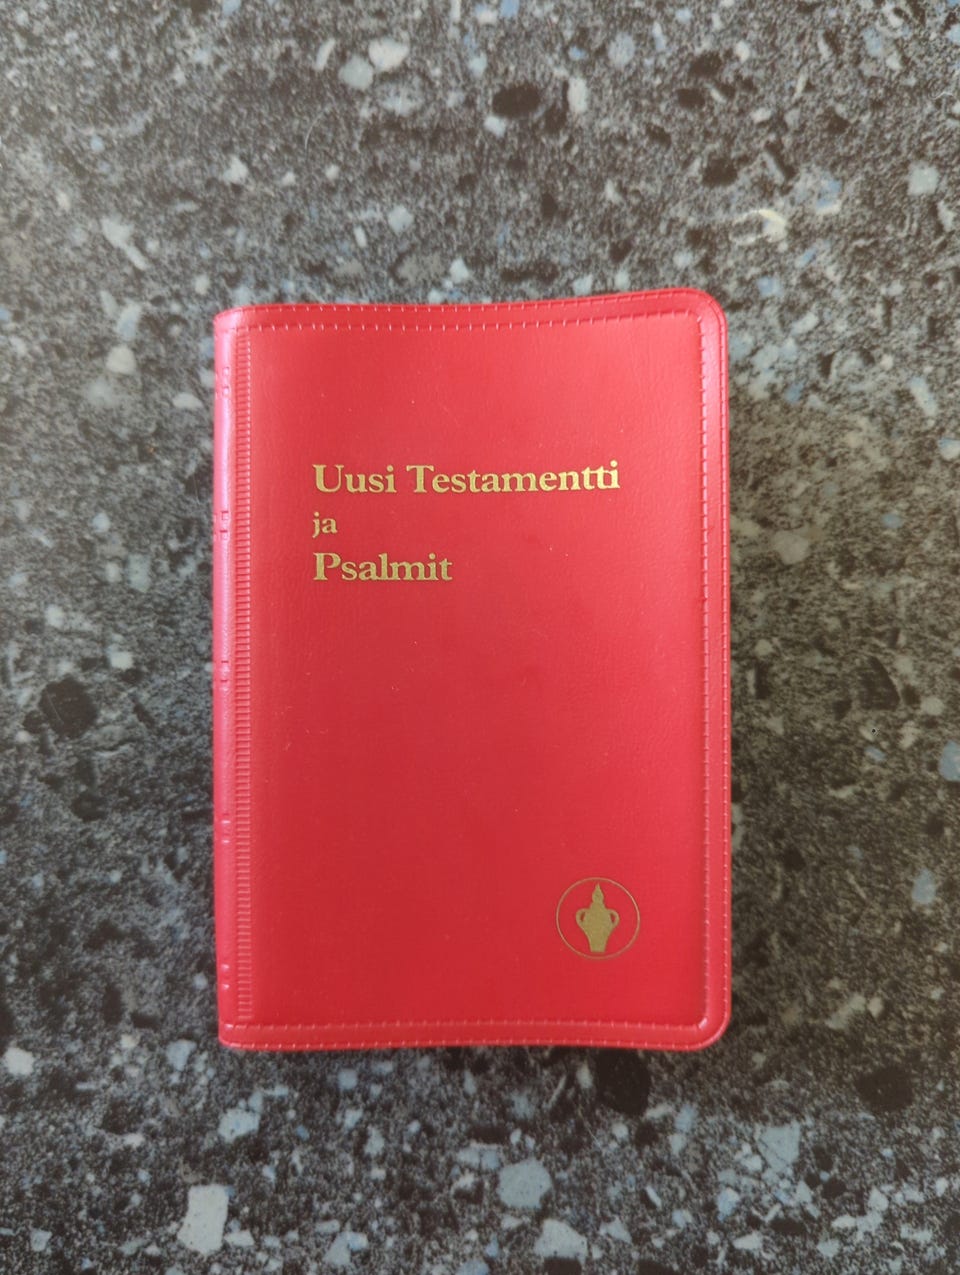 Uusi Testamentti
ja
Psalmit